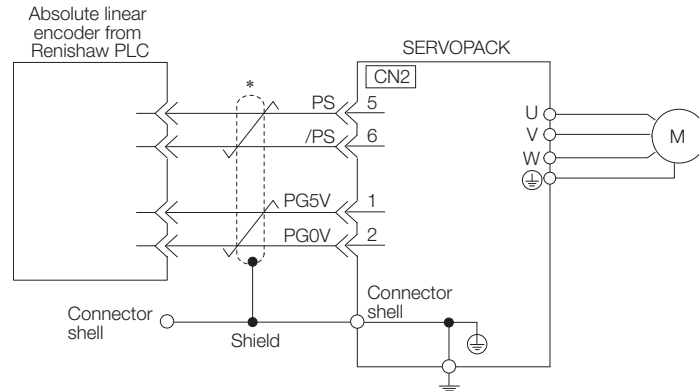 Absolute linear
encoder from
Renishaw PLC
SERVOPACK
CN2
*
PS
5
/PS
6
PG5V
1
PG0V
2
U
V
W
M
Connector
shell
Shield
Connector
shell